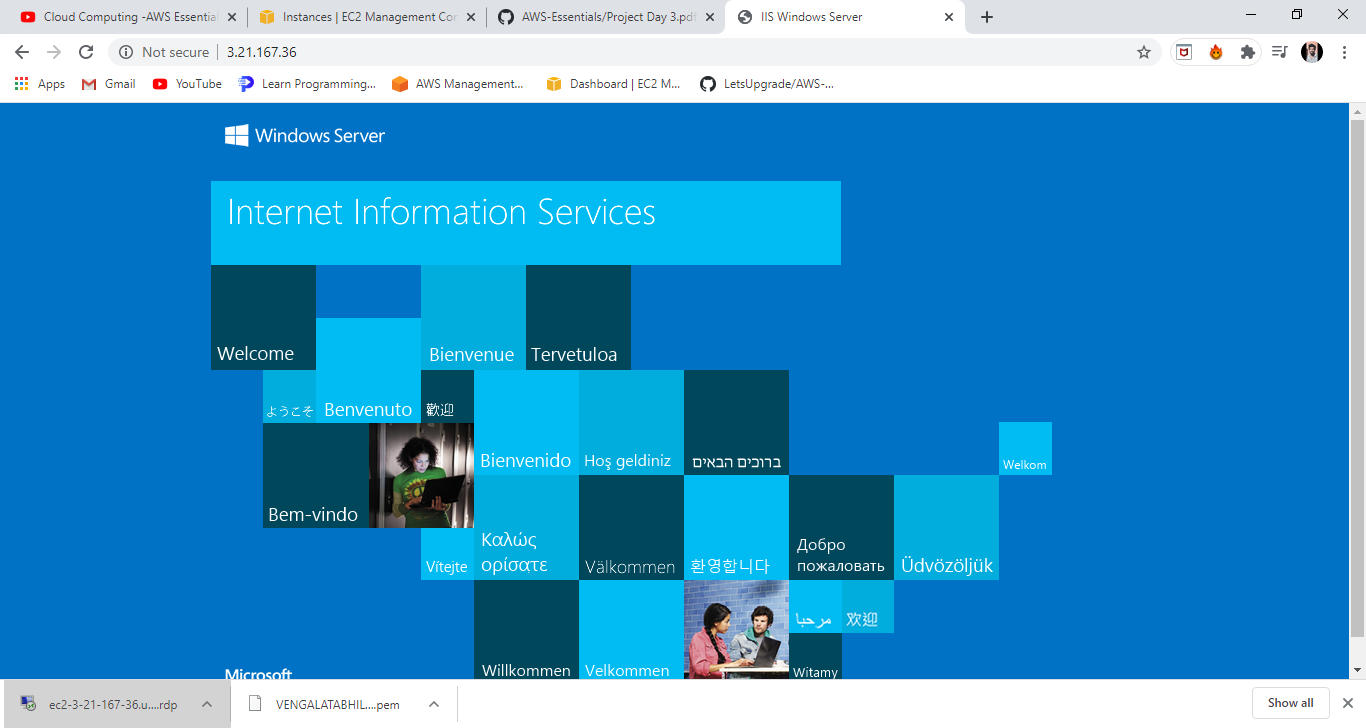 Cloud Computing -AWS Essential
Instances | EC2 Management Con
AWS-Essentials/Project Day 3.pdf
IIS Windows Server
Not secure
3.21.167.36
Apps
Gmail
YouTube
Learn Programming...
AWS Management...
Dashboard | EC2 M...
LetsUpgrade/AWS-...
Windows Server
Internet Information Services
Welcome
Bienvenue
Tervetuloa
ようこそ
Benvenuto
歡迎
Bienvenido
Hoş geldiniz
ברוכים הבאים
Welkom
Bem-vindo
Vítejte
Καλώς
ορίσατε
Välkommen
환영합니다
Добро
пожаловать
Üdvözöljük
مرحبا
欢迎
Microsoft
Willkommen
Velkommen
Witamy
ec2-3-21-167-36.u....rdp
VENGALATABHIL....pem
Show all